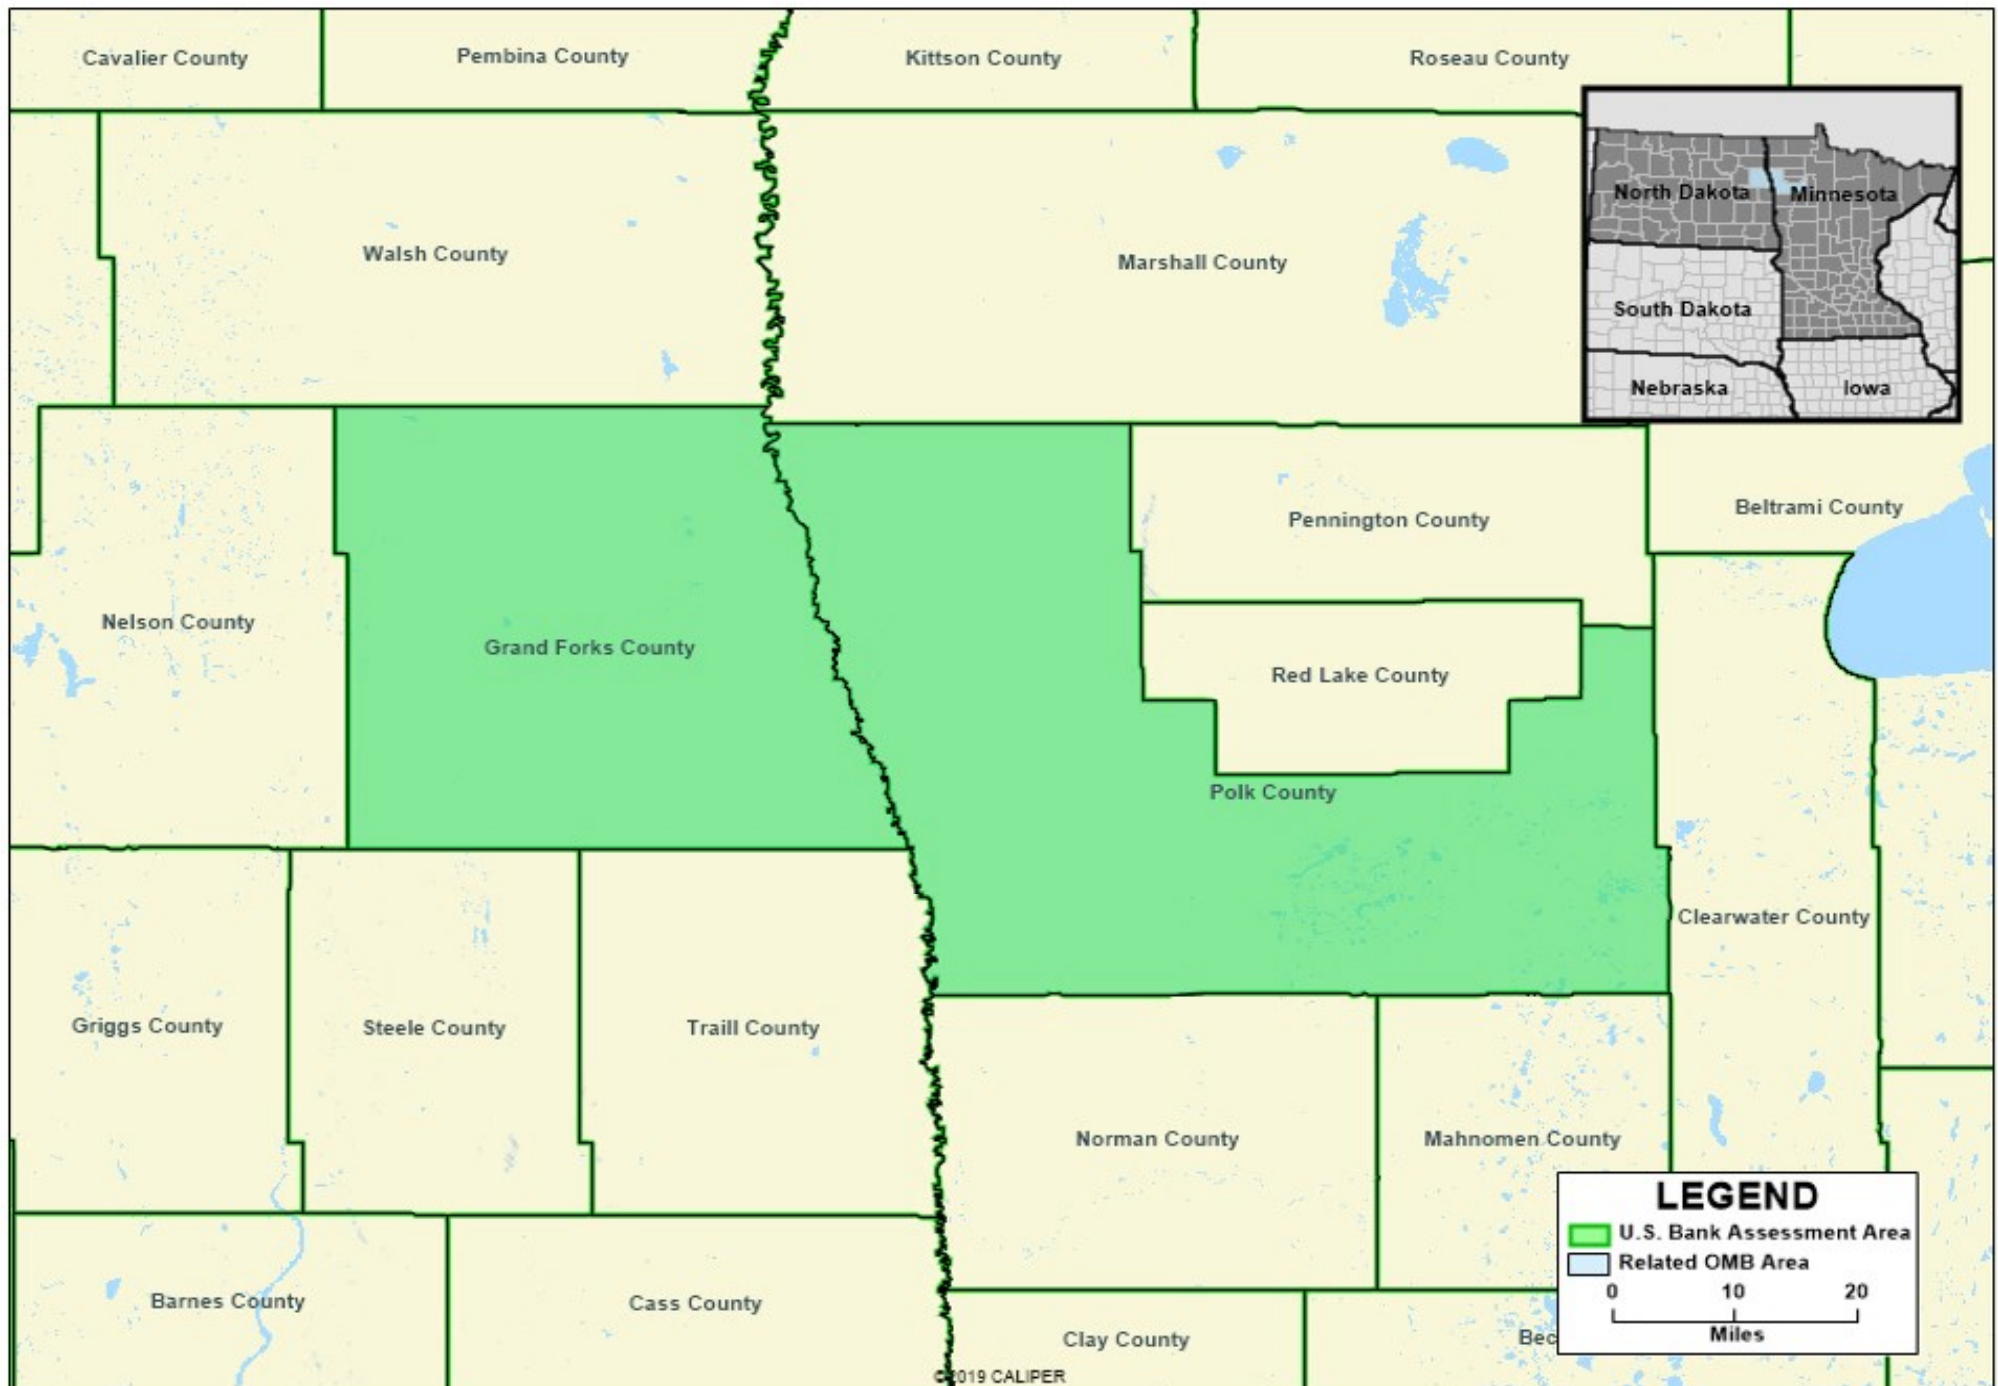 Cavalier County
Pembina County
Kittson County
Roseau County
Walsh County
Marshall County
North Dakota
Minnesota
South Dakota
Nebraska
Iowa
Pennington County
Beltrami County
Nelson County
Grand Forks County
Red Lake County
Polk County
Clearwater County
Griggs County
Steele County
Traill County
Norman County
Mahnomen County
Barnes County
Cass County
Clay County
Bec
LEGEND
U.S. Bank Assessment Area
Related OMB Area
0 10 20
Miles
©2019 CALIPER